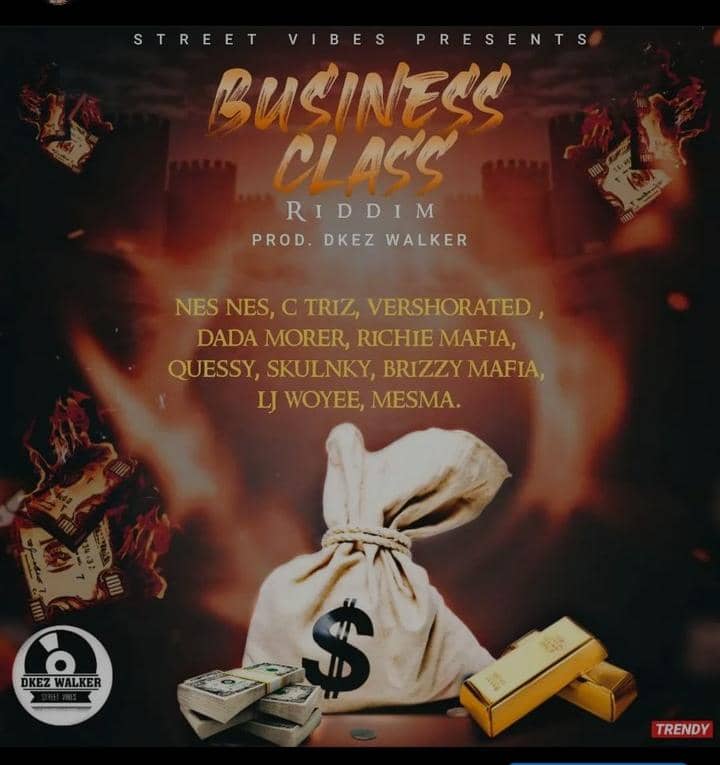 STREET VIBES PRESENTS
BUSINESS
CLASS
RIDDIM
PROD. DKEZ WALKER
NES NES, C TRIZ, VERSHORATED ,
DADA MORER, RICHIE MAFIA,
QUESSY, SKULNKY, BRIZZY MAFIA,
LJ WOYEE, MESMA.
$
DKEZ WALKER
STREET VIBES
TRENDY